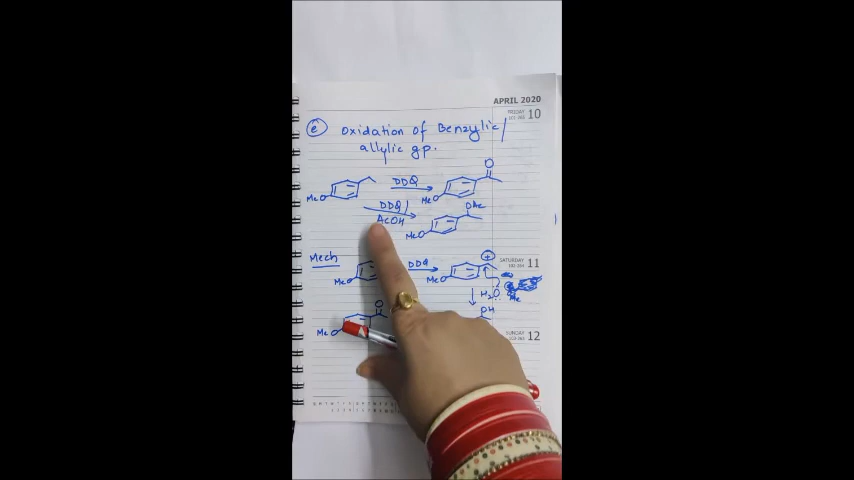 APRIL 2020
FRIDAY
10
e Oxidation of Benzylic/
allylic gp.
MeO DDQ MeO O
DDQ/
AcOH
MeO OAc
SATURDAY
11
Mech
MeO DDQ MeO +
H2O
Me
OH
MeO O
SUNDAY
12